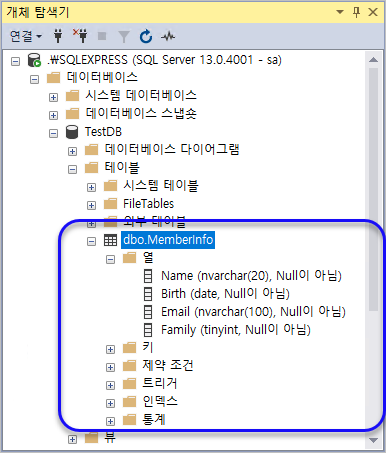 개체 탐색기
연결
.₩SQLEXPRESS (SQL Server 13.0.4001 - sa)
데이터베이스
시스템 데이터베이스
데이터베이스 스냅숏
TestDB
데이터베이스 다이어그램
테이블
시스템 테이블
FileTables
외부 테이블
dbo.MemberInfo
열
Name (nvarchar(20), Null이 아님)
Birth (date, Null이 아님)
Email (nvarchar(100), Null이 아님)
Family (tinyint, Null이 아님)
키
제약 조건
트리거
인덱스
통계
뷰